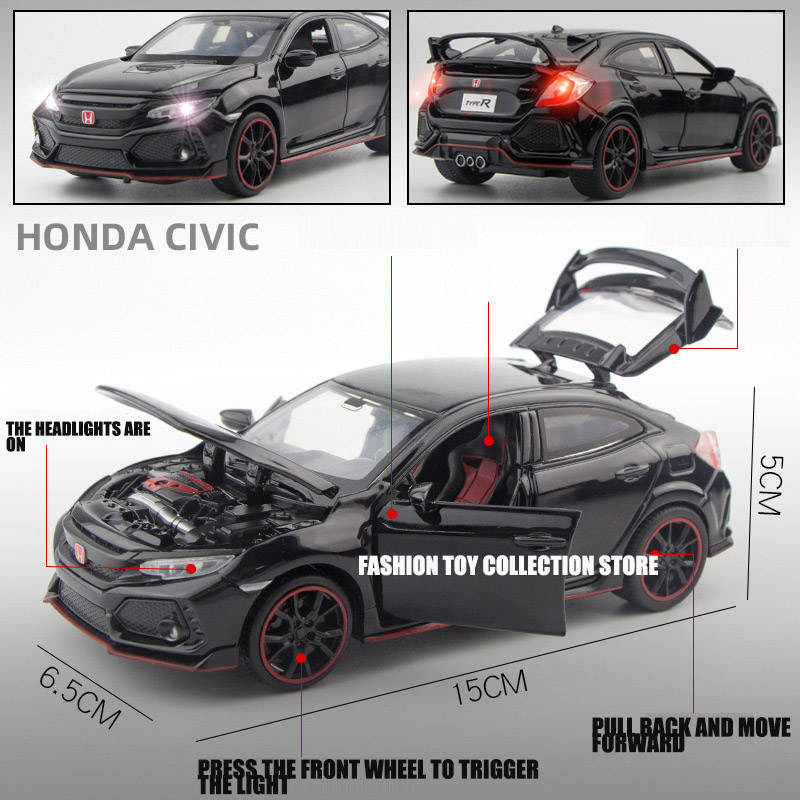 TYPE R
HONDA CIVIC
THE HEADLIGHTS ARE
ON
5CM
FASHION TOY COLLECTION STORE
6.5CM
15CM
PULL BACK AND MOVE
FORWARD
PRESS THE FRONT WHEEL TO TRIGGER
THE LIGHT